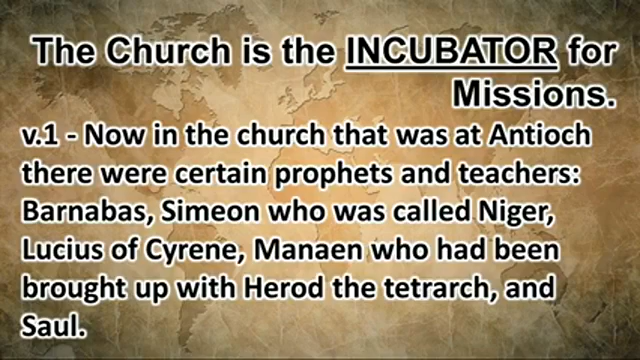 The Church is the INCUBATOR for
Missions.
v.1 - Now in the church that was at Antioch
there were certain prophets and teachers:
Barnabas, Simeon who was called Niger,
Lucius of Cyrene, Manaen who had been
brought up with Herod the tetrarch, and
Saul.